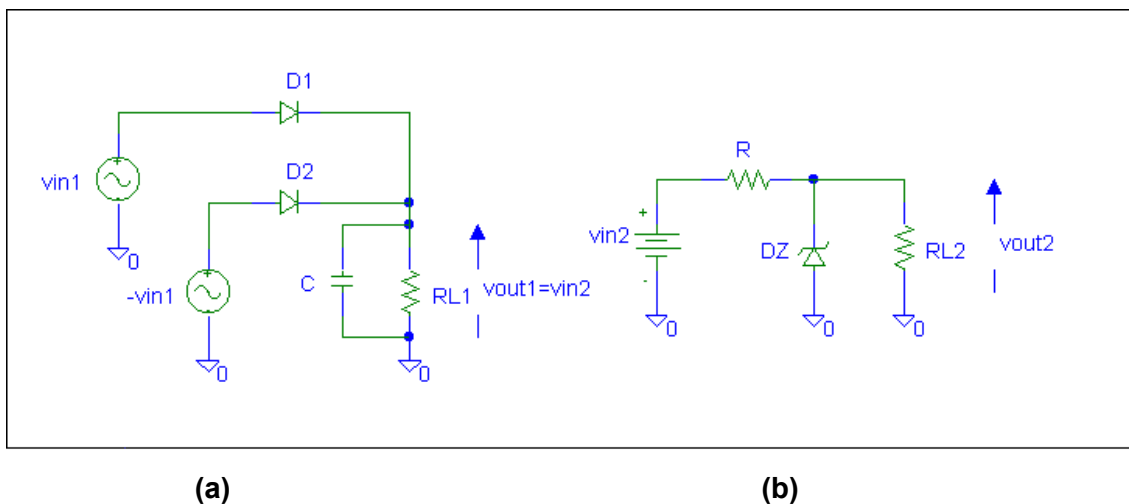 D1
vin1
+
0
D2
-vin1
+
0
C
RL1
vout1=vin2
0
R
vin2
+
-
0
DZ
0
RL2
0
vout2
(a)
(b)